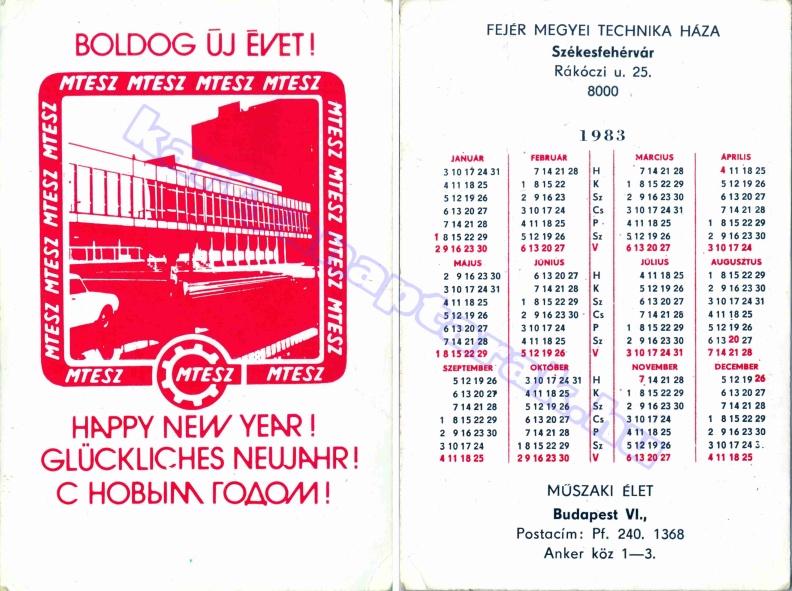 BOLDOG ÚJ ÉVET!
MTESZ MTESZ MTESZ MTESZ
MTESZ MTESZ MTESZ MTESZ
MTESZ MTESZ MTESZ MTESZ
MTESZ MTESZ MTESZ
HAPPY NEW YEAR!
GLÜCKLICHES NEUJAHR!
С НОВЫМ ГОДОМ!
FEJÉR MEGYEI TECHNIKA HÁZA
Székesfehérvár
Rákóczi u. 25.
8000
1983
JANUÁR FEBRUÁR MÁRCIUS ÁPRILIS
3 10 17 24 31 7 14 21 28 H 7 14 21 28 4 11 18 25
4 11 18 25 1 8 15 22 K 1 8 15 22 29 5 12 19 26
5 12 19 26 2 9 16 23 Sz 2 9 16 23 30 6 13 20 27
6 13 20 27 3 10 17 24 Cs 3 10 17 24 31 7 14 21 28
7 14 21 28 4 11 18 25 P 4 11 18 25 1 8 15 22 29
1 8 15 22 29 5 12 19 26 Sz 5 12 19 26 2 9 16 23 30
2 9 16 23 30 6 13 20 27 V 6 13 20 27 3 10 17 24
MÁJUS JÚNIUS JÚLIUS AUGUSZTUS
2 9 16 23 30 6 13 20 27 H 4 11 18 25 1 8 15 22 29
3 10 17 24 31 7 14 21 28 K 5 12 19 26 2 9 16 23 30
4 11 18 25 1 8 15 22 29 Sz 6 13 20 27 3 10 17 24 31
5 12 19 26 2 9 16 23 30 Cs 7 14 21 28 4 11 18 25
6 13 20 27 3 10 17 24 P 1 8 15 22 29 5 12 19 26
7 14 21 28 4 11 18 25 Sz 2 9 16 23 30 6 13 20 27
1 8 15 22 29 5 12 19 26 V 3 10 17 24 31 7 14 21 28
SZEPTEMBER OKTÓBER NOVEMBER DECEMBER
5 12 19 26 3 10 17 24 31 H 7 14 21 28 5 12 19 26
6 13 20 27 4 11 18 25 K 1 8 15 22 29 6 13 20 27
7 14 21 28 5 12 19 26 Sz 2 9 16 23 30 7 14 21 28
1 8 15 22 29 6 13 20 27 Cs 3 10 17 24 1 8 15 22 29
2 9 16 23 30 7 14 21 28 P 4 11 18 25 2 9 16 23 30
3 10 17 24 1 8 15 22 29 Sz 5 12 19 26 3 10 17 24 3
4 11 18 25 2 9 16 23 30 V 6 13 20 27 4 11 18 25
MŰSZAKI ÉLET
Budapest VI.,
Postacím: Pf. 240. 1368
Anker köz 1—3.